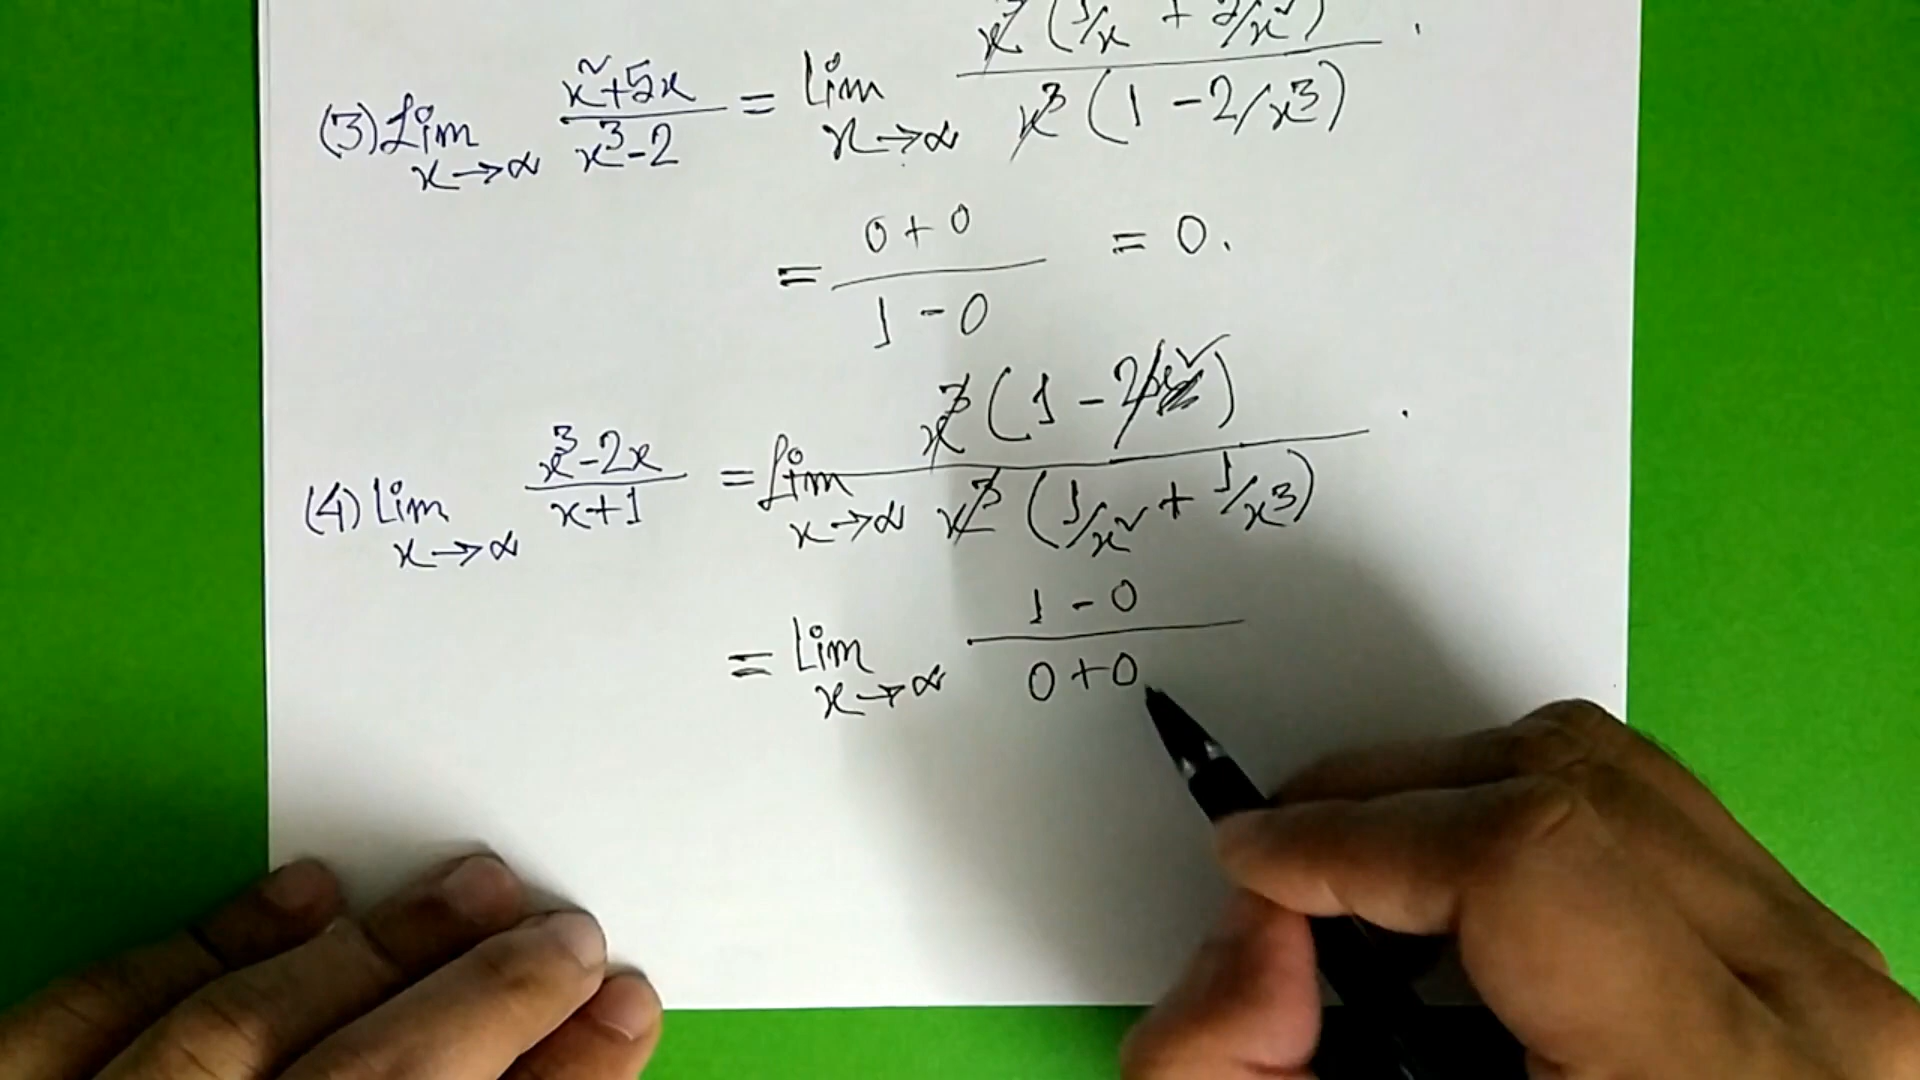 (3) Lim x→∝ x²+5x / x³-2 = Lim x→∝ x³ (1/x + 2/x²) / x³ (1 - 2/x³)
= 0 + 0 / 1 - 0 = 0.
(4) Lim x→∝ x³-2x / x+1 = Lim x→∝ x³ (1 - 2/x²) / x³ (1/x² + 1/x³)
= Lim x→∝ 1 - 0 / 0 + 0